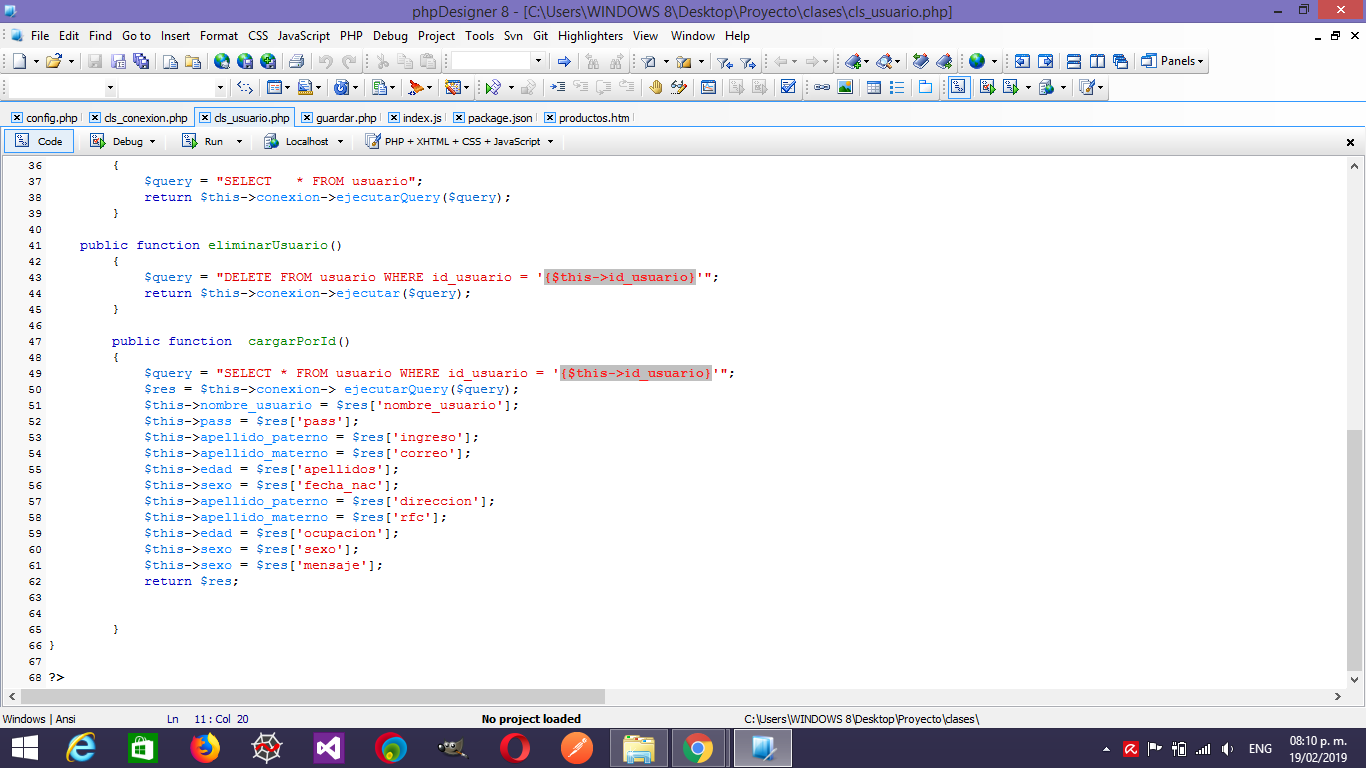 phpDesigner 8 - [C:\Users\WINDOWS 8\Desktop\Proyecto\clases\cls_usuario.php]
File Edit Find Go to Insert Format CSS JavaScript PHP Debug Project Tools Svn Git Highlighters View Window Help
Panels
config.php cls_conexion.php cls_usuario.php guardar.php index.js package.json productos.htm
Code Debug Run Localhost PHP + XHTML + CSS + JavaScript
36 {
37 $query = "SELECT   * FROM usuario";
38 return $this->conexion->ejecutarQuery($query);
39 }
40
41 public function eliminarUsuario()
42 {
43 $query = "DELETE FROM usuario WHERE id_usuario = '{$this->id_usuario}'";
44 return $this->conexion->ejecutar($query);
45 }
46
47 public function  cargarPorId()
48 {
49 $query = "SELECT * FROM usuario WHERE id_usuario = '{$this->id_usuario}'";
50 $res = $this->conexion-> ejecutarQuery($query);
51 $this->nombre_usuario = $res['nombre_usuario'];
52 $this->pass = $res['pass'];
53 $this->apellido_paterno = $res['ingreso'];
54 $this->apellido_materno = $res['correo'];
55 $this->edad = $res['apellidos'];
56 $this->sexo = $res['fecha_nac'];
57 $this->apellido_paterno = $res['direccion'];
58 $this->apellido_materno = $res['rfc'];
59 $this->edad = $res['ocupacion'];
60 $this->sexo = $res['sexo'];
61 $this->sexo = $res['mensaje'];
62 return $res;
63
64
65 }
66 }
67
68 ?>
Windows | Ansi Ln 11 : Col 20 No project loaded C:\Users\WINDOWS 8\Desktop\Proyecto\clases\
ENG 08:10 p. m.
19/02/2019